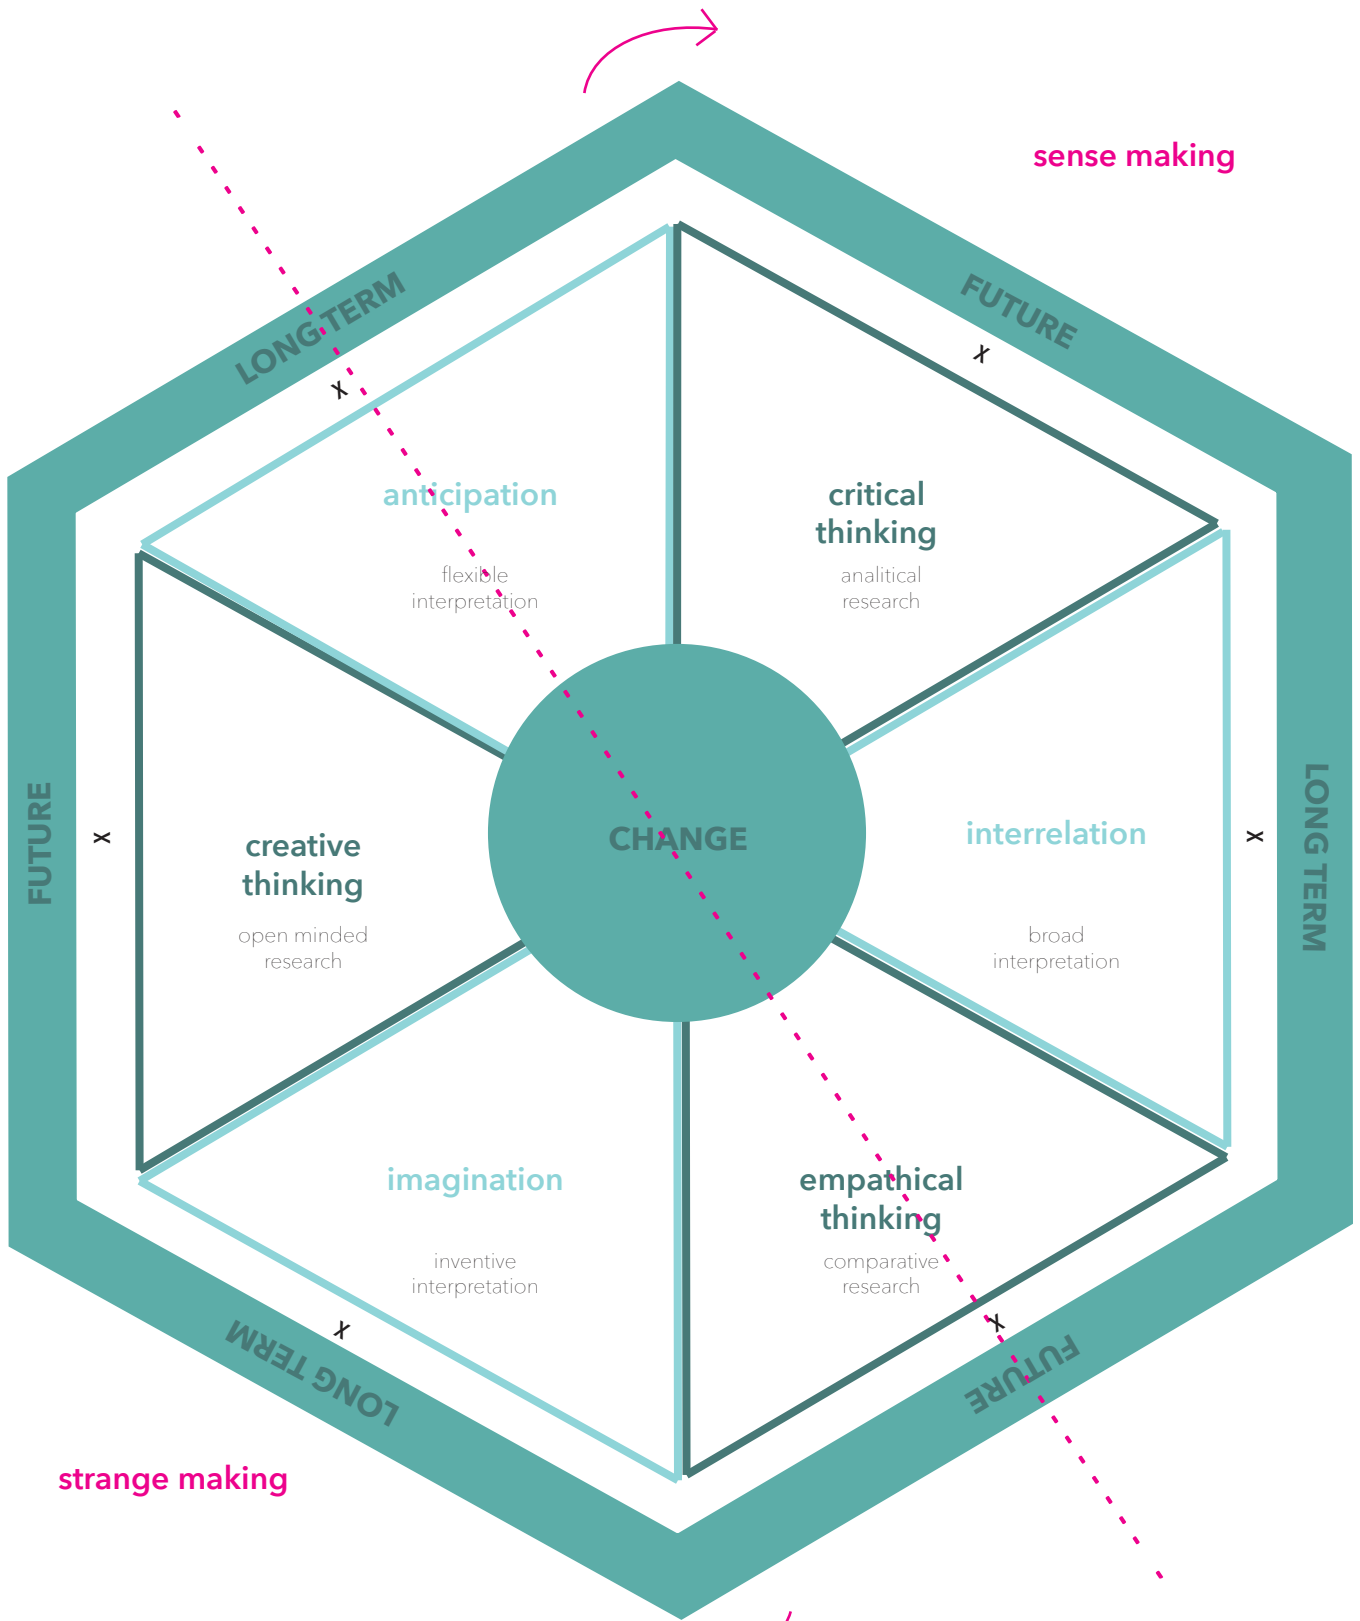 sense making
LONG TERM
FUTURE
x
x
anticipation
flexible
interpretation
critical
thinking
analitical
research
FUTURE
x
creative
thinking
open minded
research
CHANGE
interrelation
broad
interpretation
x
LONG TERM
imagination
inventive
interpretation
empathical
thinking
comparative
research
x
x
LONG TERM
FUTURE
strange making